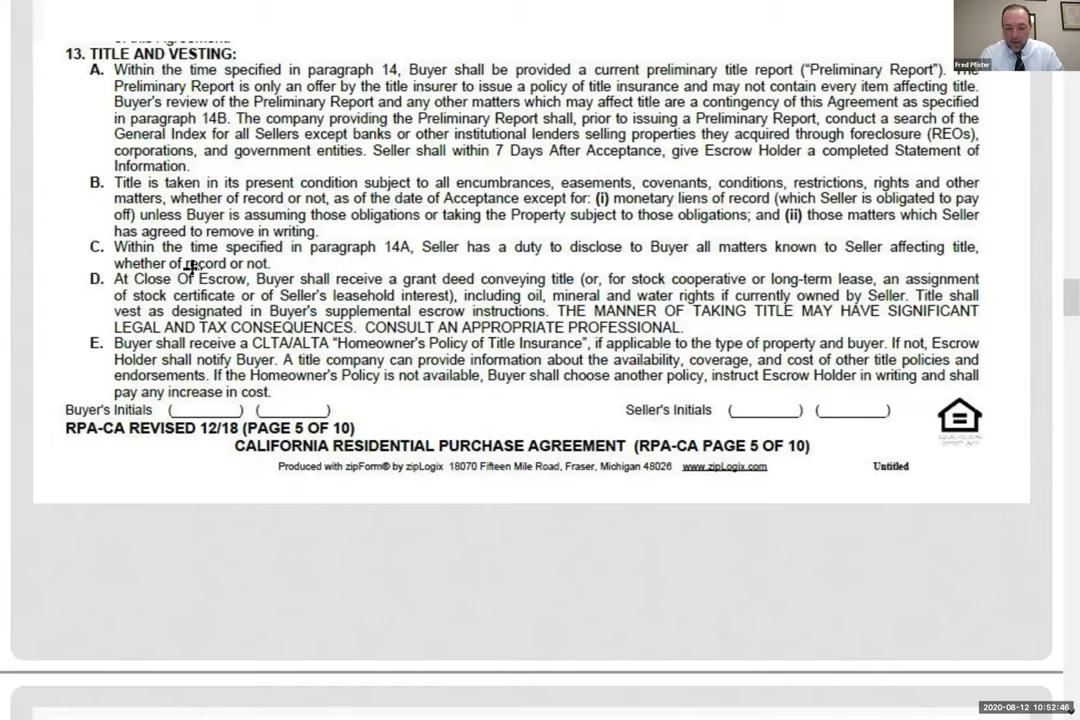 13. TITLE AND VESTING:
A. Within the time specified in paragraph 14, Buyer shall be provided a current preliminary title report (“Preliminary Report”). The
Preliminary Report is only an offer by the title insurer to issue a policy of title insurance and may not contain every item affecting title.
Buyer's review of the Preliminary Report and any other matters which may affect title are a contingency of this Agreement as specified
in paragraph 14B. The company providing the Preliminary Report shall, prior to issuing a Preliminary Report, conduct a search of the
General Index for all Sellers except banks or other institutional lenders selling properties they acquired through foreclosure (REOs),
corporations, and government entities. Seller shall within 7 Days After Acceptance, give Escrow Holder a completed Statement of
Information.
B. Title is taken in its present condition subject to all encumbrances, easements, covenants, conditions, restrictions, rights and other
matters, whether of record or not, as of the date of Acceptance except for: (i) monetary liens of record (which Seller is obligated to pay
off) unless Buyer is assuming those obligations or taking the Property subject to those obligations; and (ii) those matters which Seller
has agreed to remove in writing.
C. Within the time specified in paragraph 14A, Seller has a duty to disclose to Buyer all matters known to Seller affecting title,
whether of record or not.
D. At Close Of Escrow, Buyer shall receive a grant deed conveying title (or, for stock cooperative or long-term lease, an assignment
of stock certificate or of Seller's leasehold interest), including oil, mineral and water rights if currently owned by Seller. Title shall
vest as designated in Buyer's supplemental escrow instructions. THE MANNER OF TAKING TITLE MAY HAVE SIGNIFICANT
LEGAL AND TAX CONSEQUENCES. CONSULT AN APPROPRIATE PROFESSIONAL.
E. Buyer shall receive a CLTA/ALTA “Homeowner's Policy of Title Insurance”, if applicable to the type of property and buyer. If not, Escrow
Holder shall notify Buyer. A title company can provide information about the availability, coverage, and cost of other title policies and
endorsements. If the Homeowner's Policy is not available, Buyer shall choose another policy, instruct Escrow Holder in writing and shall
pay any increase in cost.
Buyer's Initials (________) (________) Seller's Initials (________) (________)
RPA-CA REVISED 12/18 (PAGE 5 OF 10)
CALIFORNIA RESIDENTIAL PURCHASE AGREEMENT (RPA-CA PAGE 5 OF 10)
EQUAL HOUSING
OPPORTUNITY
Produced with zipForm® by zipLogix 18070 Fifteen Mile Road, Fraser, Michigan 48026 www.zipLogix.com Untitled
Fred Pfister
2020-08-12 10:52:46